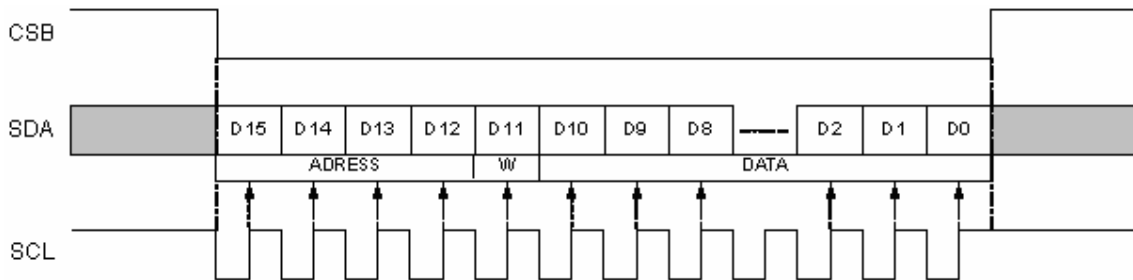 CSB
SDA D15 D14 D13 D12 D11 D10 D9 D8 D2 D1 D0
ADRESS W DATA
SCL